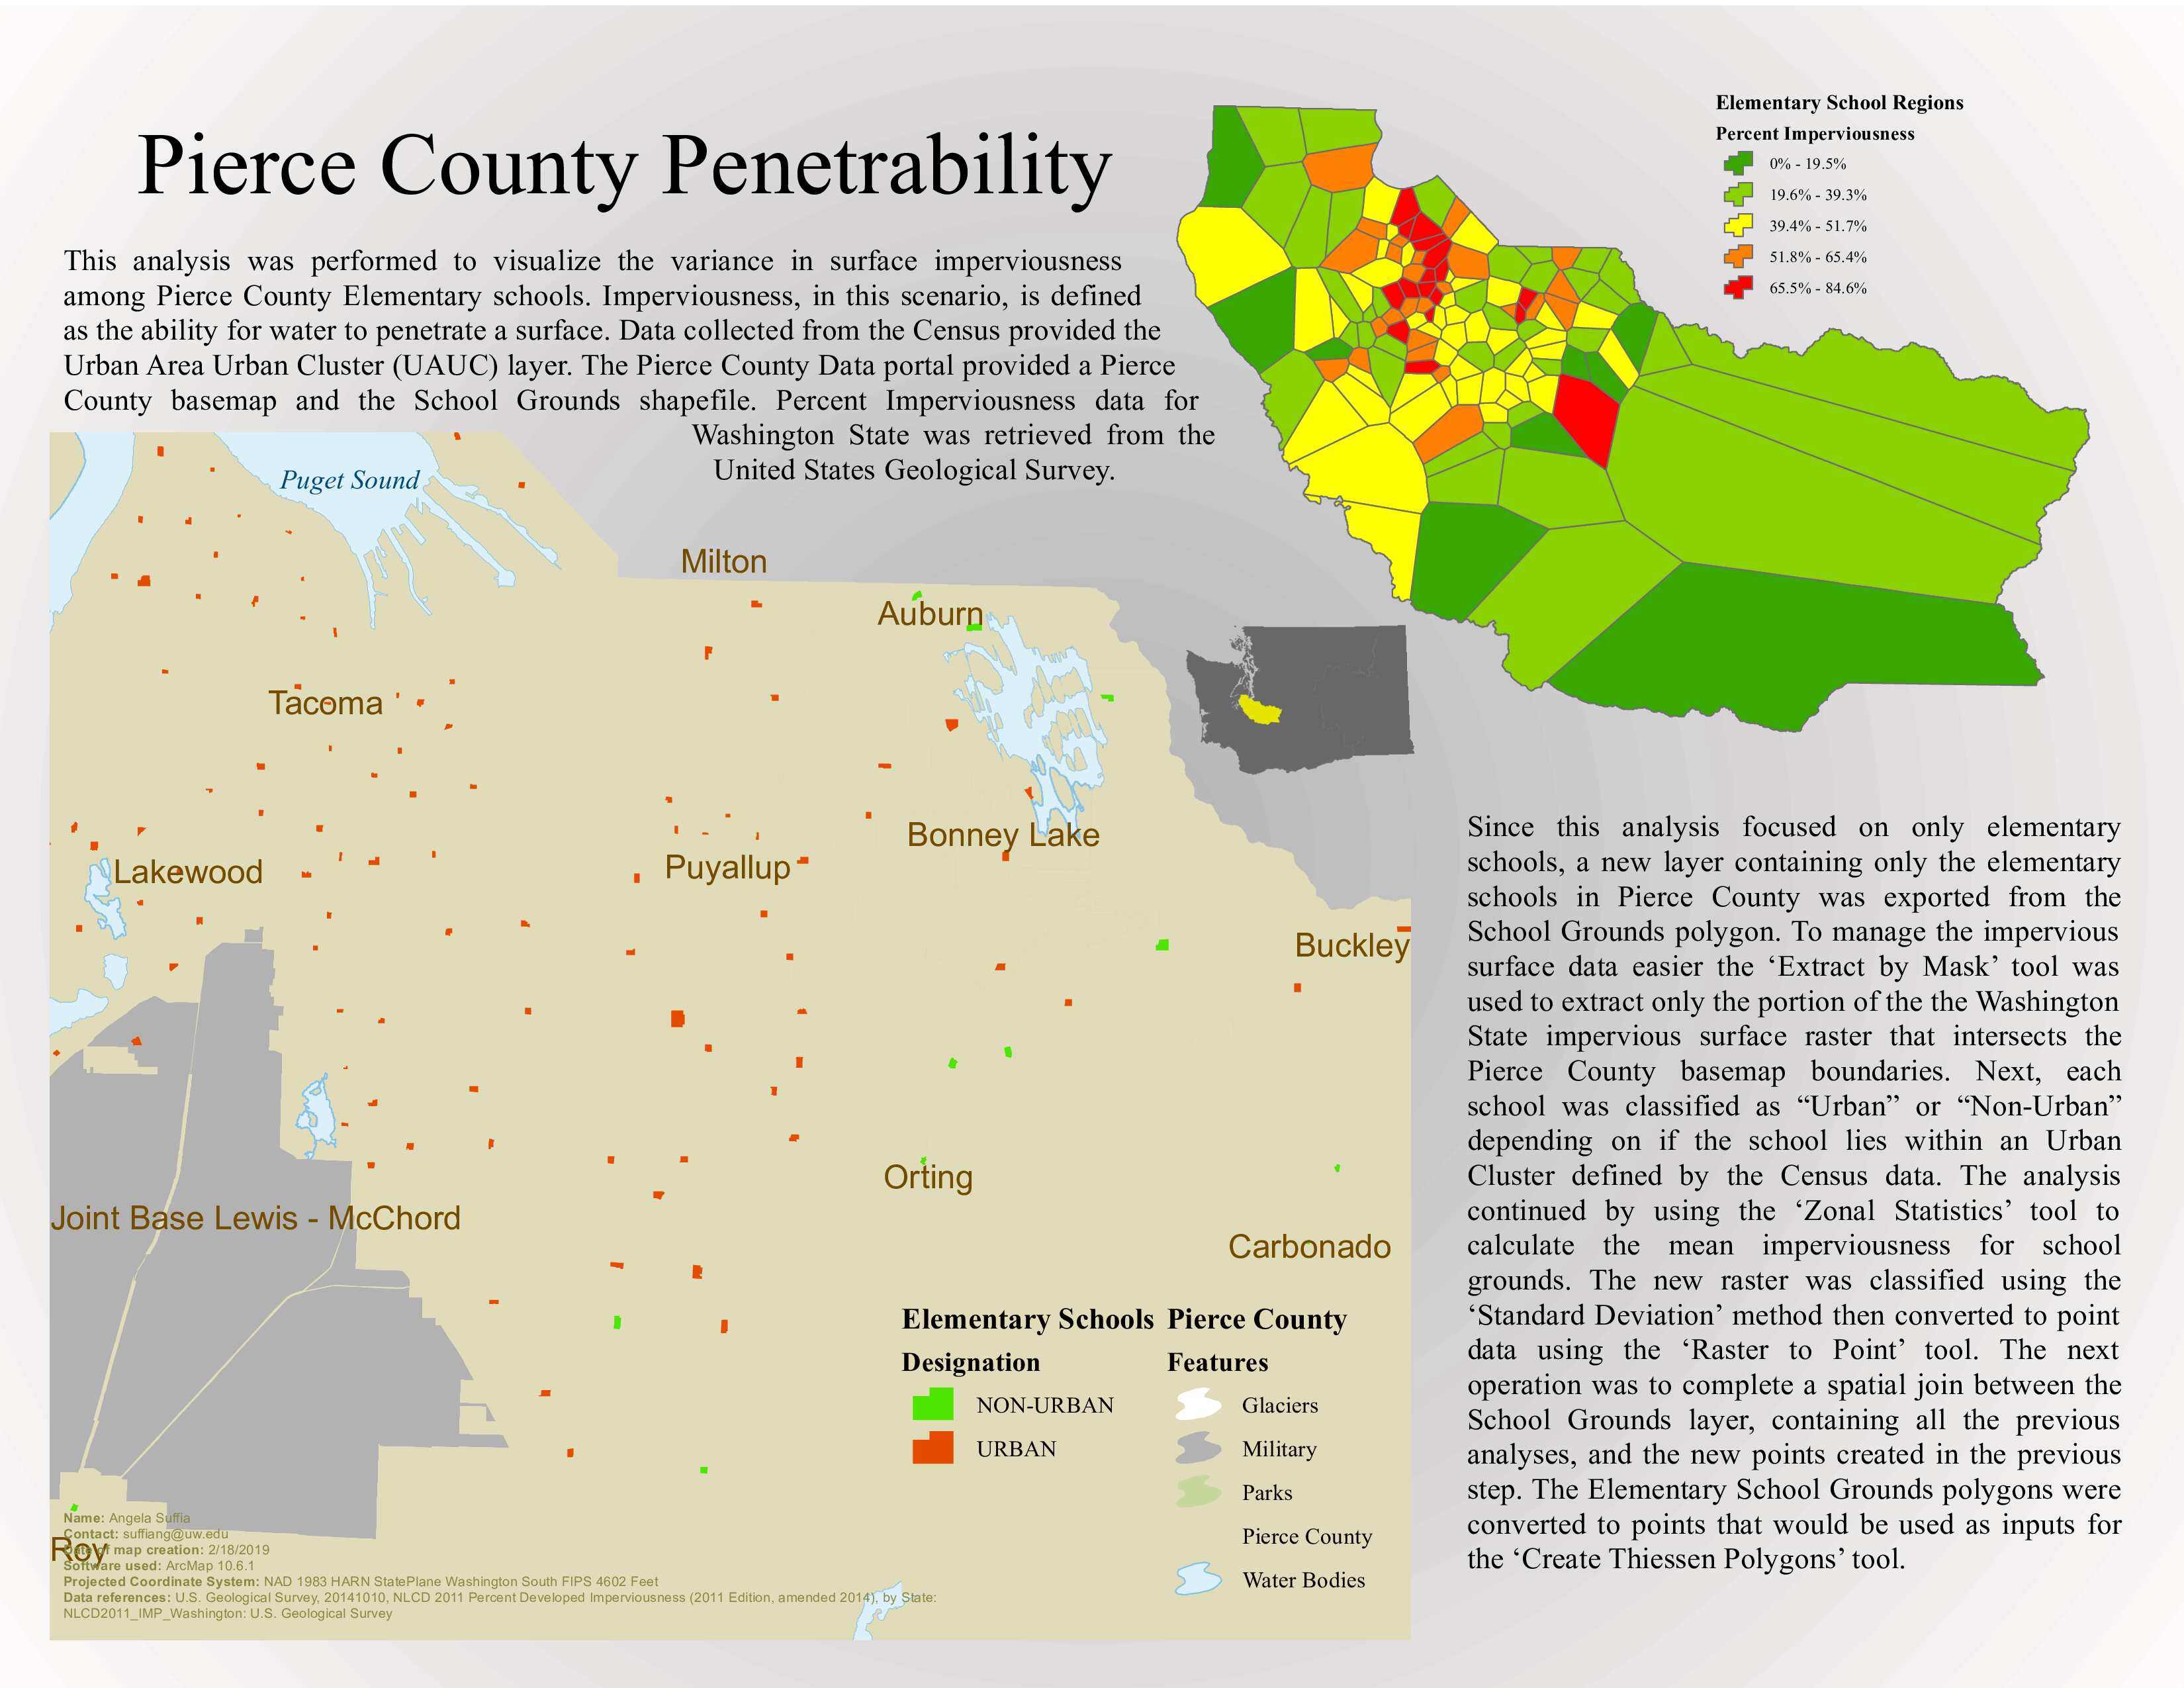 Pierce County Penetrability
This analysis was performed to visualize the variance in surface imperviousness
among Pierce County Elementary schools. Imperviousness, in this scenario, is defined
as the ability for water to penetrate a surface. Data collected from the Census provided the
Urban Area Urban Cluster (UAUC) layer. The Pierce County Data portal provided a Pierce
County basemap and the School Grounds shapefile. Percent Imperviousness data for
Washington State was retrieved from the
United States Geological Survey.
Elementary School Regions
Percent Imperviousness
0% - 19.5%
19.6% - 39.3%
39.4% - 51.7%
51.8% - 65.4%
65.5% - 84.6%
Puget Sound
Milton
Auburn
Tacoma
Bonney Lake
Lakewood
Puyallup
Buckley
Orting
Joint Base Lewis - McChord
Carbonado
Roy
Elementary Schools
Designation
NON-URBAN
URBAN
Pierce County
Features
Glaciers
Military
Parks
Pierce County
Water Bodies
Name: Angela Suffia
Contact: suffiang@uw.edu
Date of map creation: 2/18/2019
Software used: ArcMap 10.6.1
Projected Coordinate System: NAD 1983 HARN StatePlane Washington South FIPS 4602 Feet
Data references: U.S. Geological Survey, 20141010, NLCD 2011 Percent Developed Imperviousness (2011 Edition, amended 2014), by State:
NLCD2011_IMP_Washington: U.S. Geological Survey
Since this analysis focused on only elementary
schools, a new layer containing only the elementary
schools in Pierce County was exported from the
School Grounds polygon. To manage the impervious
surface data easier the ‘Extract by Mask’ tool was
used to extract only the portion of the the Washington
State impervious surface raster that intersects the
Pierce County basemap boundaries. Next, each
school was classified as “Urban” or “Non-Urban”
depending on if the school lies within an Urban
Cluster defined by the Census data. The analysis
continued by using the ‘Zonal Statistics’ tool to
calculate the mean imperviousness for school
grounds. The new raster was classified using the
‘Standard Deviation’ method then converted to point
data using the ‘Raster to Point’ tool. The next
operation was to complete a spatial join between the
School Grounds layer, containing all the previous
analyses, and the new points created in the previous
step. The Elementary School Grounds polygons were
converted to points that would be used as inputs for
the ‘Create Thiessen Polygons’ tool.